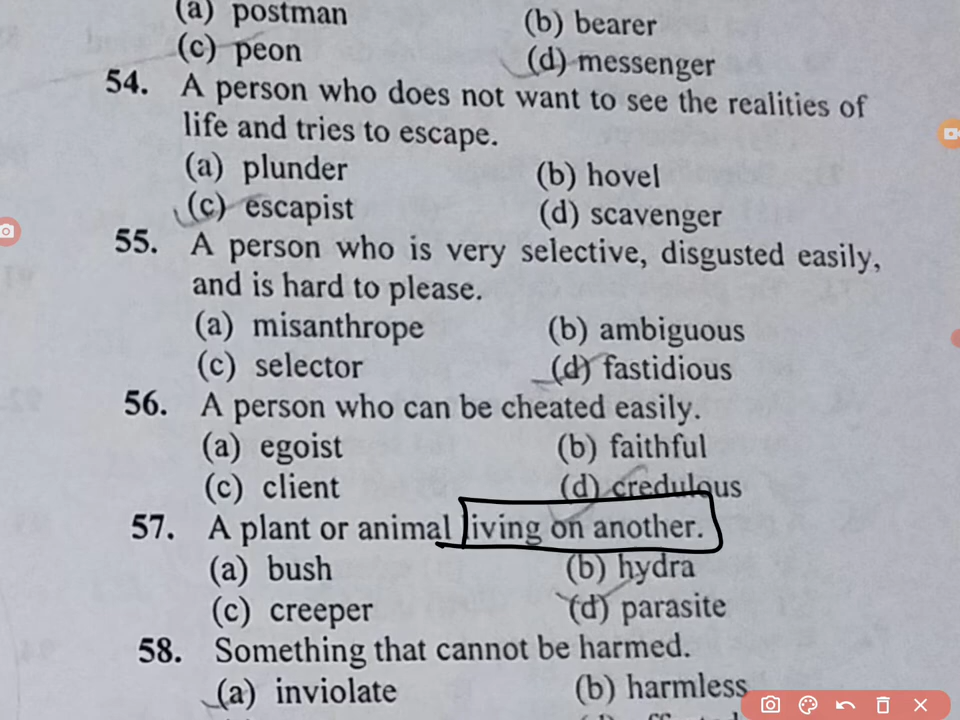 (a) postman (b) bearer
(c) peon (d) messenger
54. A person who does not want to see the realities of
life and tries to escape.
(a) plunder (b) hovel
(c) escapist (d) scavenger
55. A person who is very selective, disgusted easily,
and is hard to please.
(a) misanthrope (b) ambiguous
(c) selector (d) fastidious
56. A person who can be cheated easily.
(a) egoist (b) faithful
(c) client (d) credulous
57. A plant or animal living on another.
(a) bush (b) hydra
(c) creeper (d) parasite
58. Something that cannot be harmed.
(a) inviolate (b) harmless